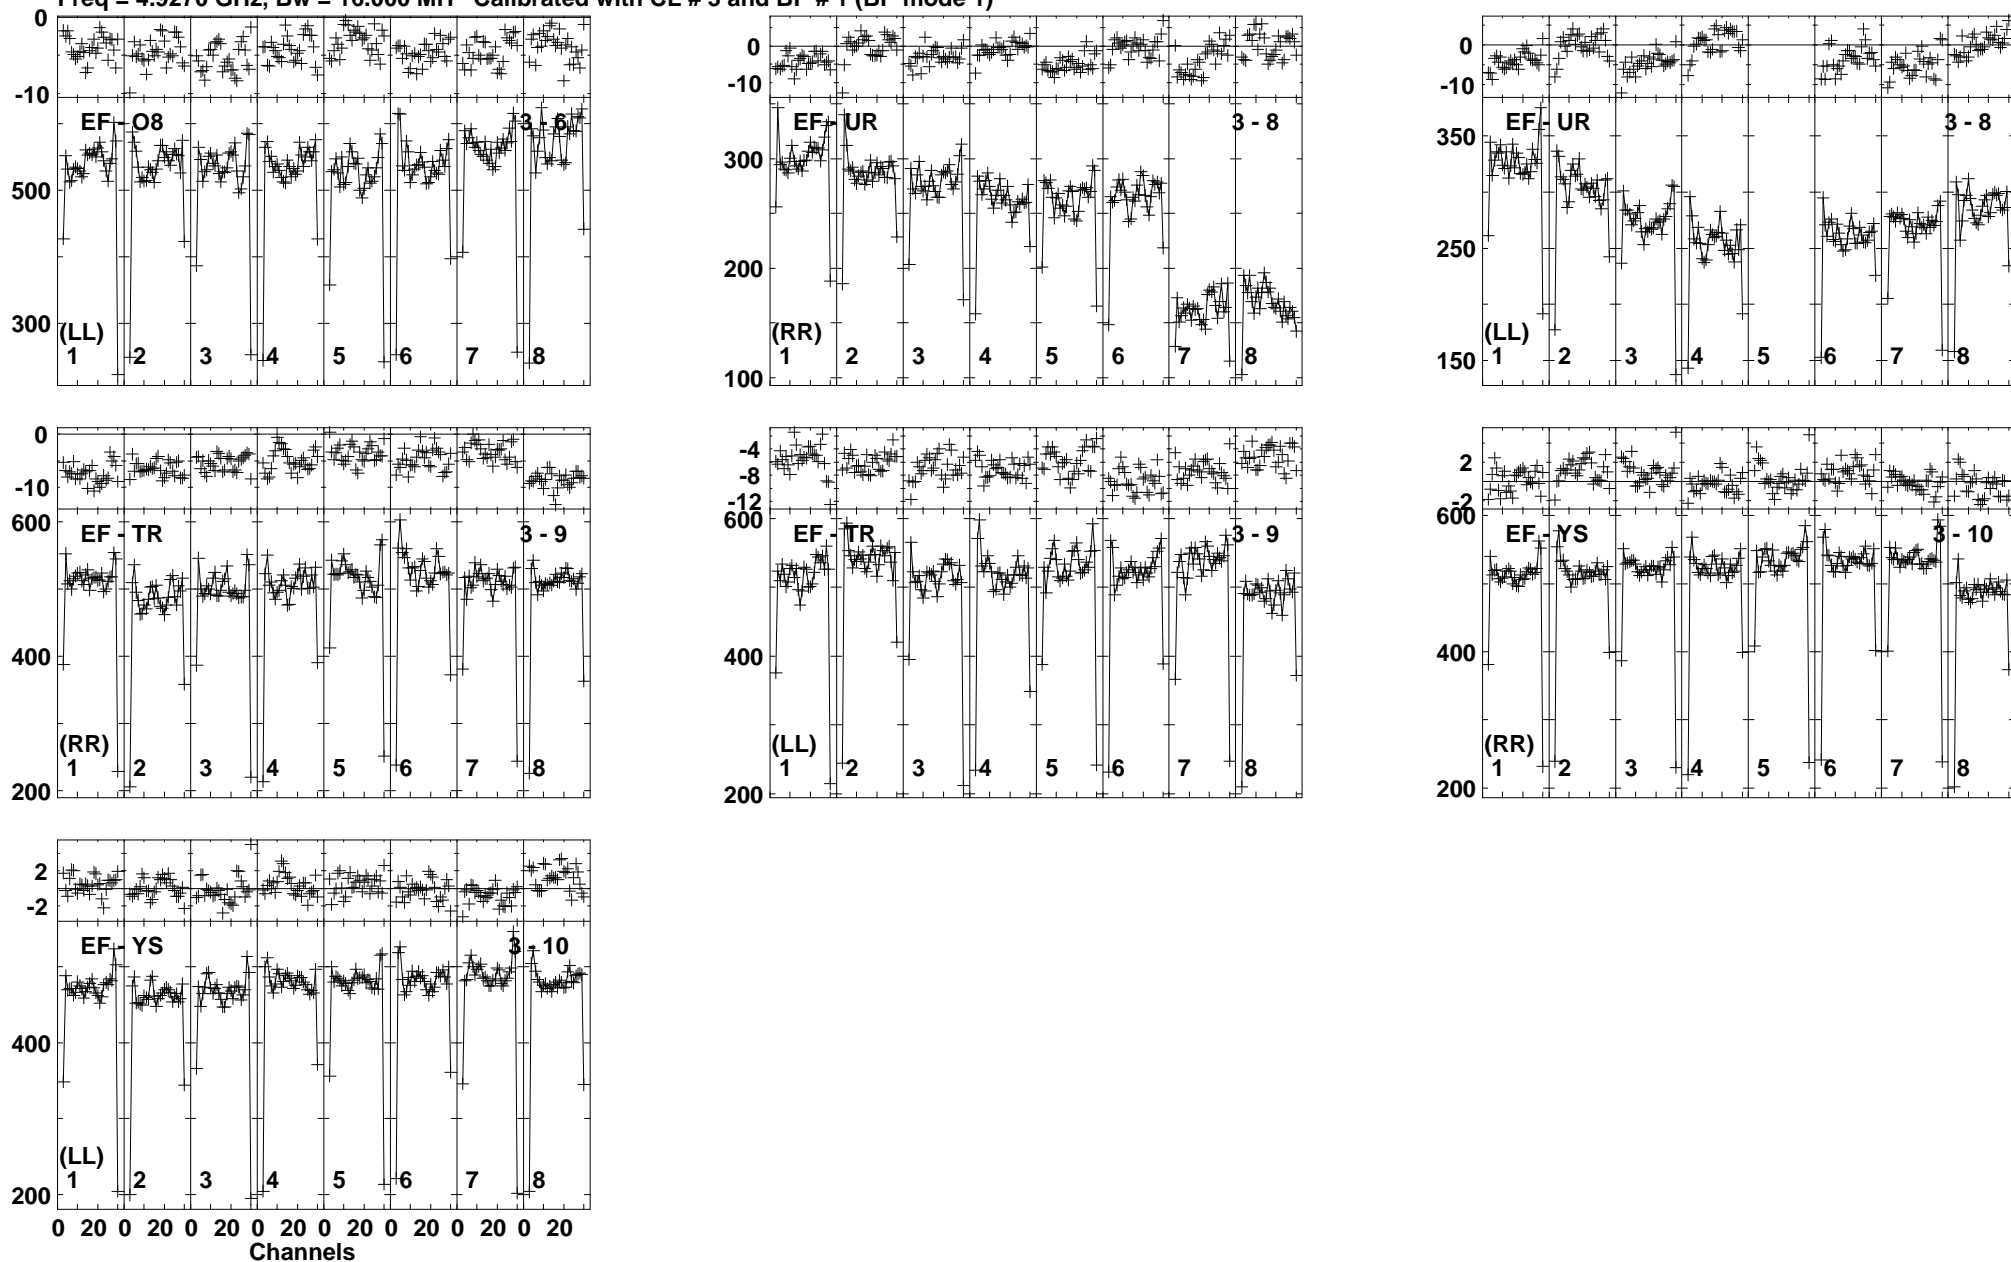 Freq = 4.9270 GHz, Bw = 16.000 MH Calibrated with CL # 3 and BP # 1 (BP mode 1)
0
-10
EF - O8 3 - 6
500
300
(LL)
1 2 3 4 5 6 7 8
0
-10
EF - UR 3 - 8
300
200
100
(RR)
1 2 3 4 5 6 7 8
0
-10
EF - UR 3 - 8
350
250
150
(LL)
1 2 3 4 5 6 7 8
0
-10
600
EF - TR 3 - 9
400
200
(RR)
1 2 3 4 5 6 7 8
-4
-8
-12
600
EF - TR 3 - 9
400
200
(LL)
1 2 3 4 5 6 7 8
2
-2
600
EF - YS 3 - 10
400
200
(RR)
1 2 3 4 5 6 7 8
2
-2
EF - YS 3 - 10
400
200
(LL)
1 2 3 4 5 6 7 8
0 20 0 20 0 20 0 20 0 20 0 20 0 20 0 20
Channels